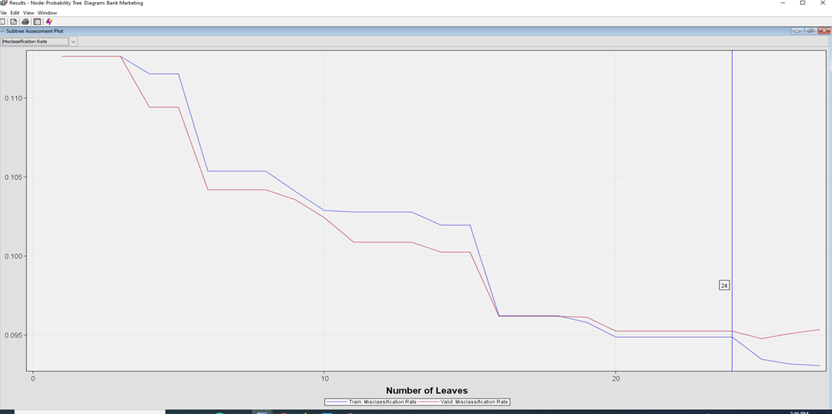 Results - Node: Probability Tree Diagram: Bank Marketing
File Edit View Window
Subtree Assessment Plot
Misclassification Rate
0.110
0.105
0.100
0.095
24
0 10 20
Number of Leaves
Train: Misclassification Rate Valid: Misclassification Rate